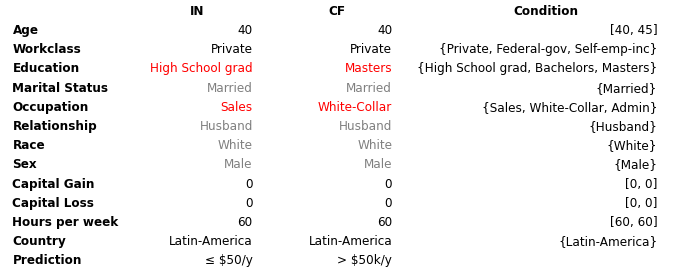 IN CF Condition
Age 40 40 [40, 45]
Workclass Private Private {Private, Federal-gov, Self-emp-inc}
Education High School grad Masters {High School grad, Bachelors, Masters}
Marital Status Married Married {Married}
Occupation Sales White-Collar {Sales, White-Collar, Admin}
Relationship Husband Husband {Husband}
Race White White {White}
Sex Male Male {Male}
Capital Gain 0 0 [0, 0]
Capital Loss 0 0 [0, 0]
Hours per week 60 60 [60, 60]
Country Latin-America Latin-America {Latin-America}
Prediction ≤ $50/y > $50k/y